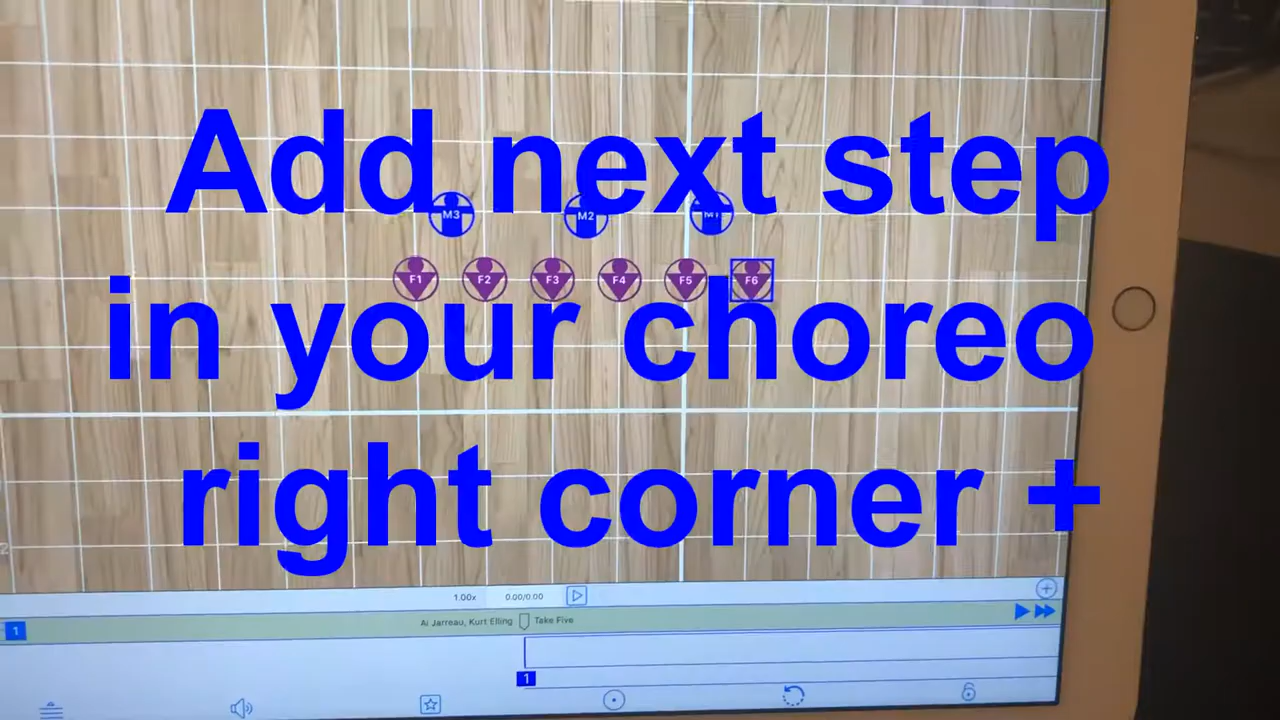 Add next step
M3 M2 M1
F1 F2 F3 F4 F5 F6
in your choreo
right corner +
2
1.00x 0.00/0.00
1 Al Jarreau, Kurt Elling Take Five
1